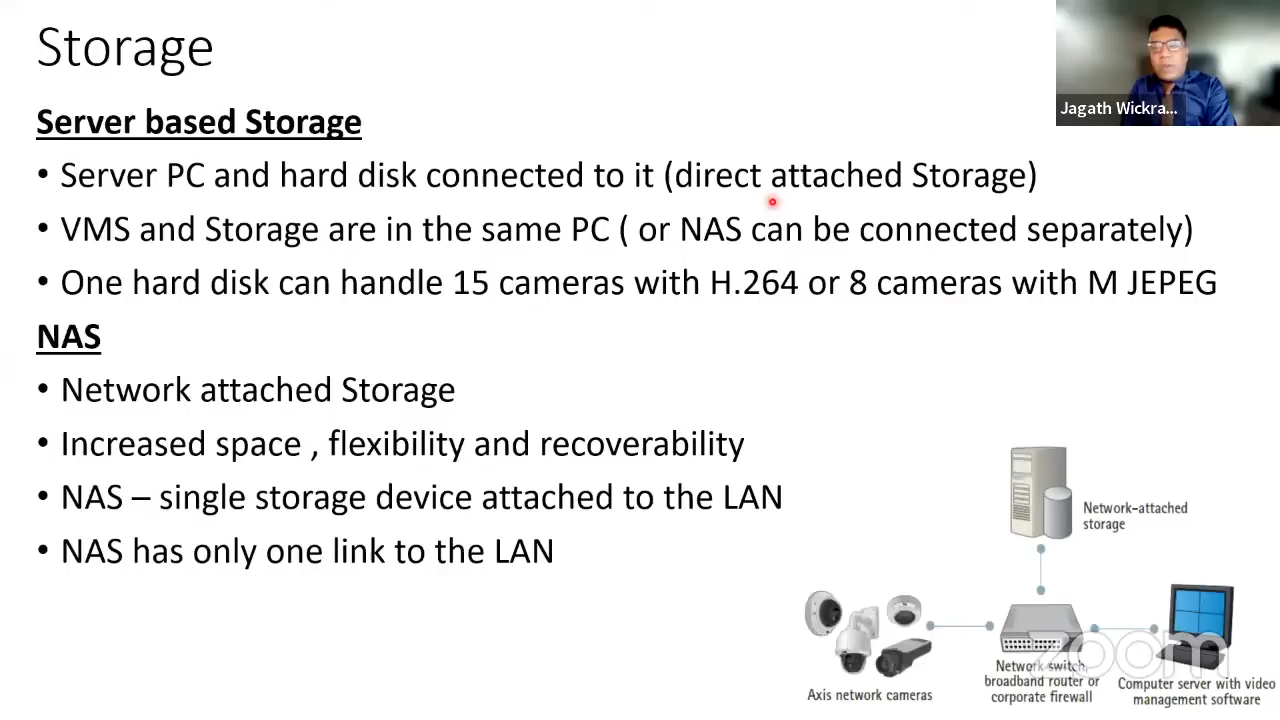 Storage
Jagath Wickra...
Server based Storage
• Server PC and hard disk connected to it (direct attached Storage)
• VMS and Storage are in the same PC ( or NAS can be connected separately)
• One hard disk can handle 15 cameras with H.264 or 8 cameras with M JEPEG
NAS
• Network attached Storage
• Increased space , flexibility and recoverability
• NAS – single storage device attached to the LAN
• NAS has only one link to the LAN
Network-attached
storage
Axis network cameras
Network switch,
broadband router or
corporate firewall
Computer server with video
management software
zoom